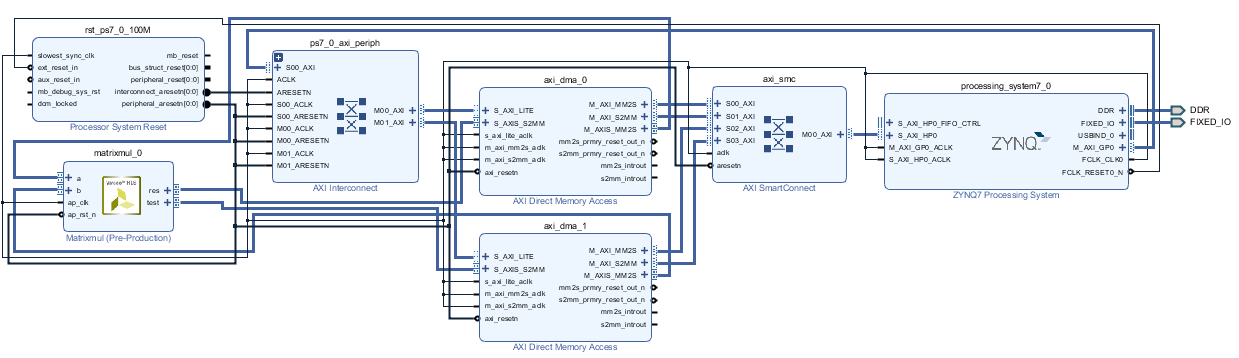 rst_ps7_0_100M
slowest_sync_clk
mb_reset
ext_reset_in
bus_struct_reset[0:0]
aux_reset_in
peripheral_reset[0:0]
mb_debug_sys_rst
interconnect_aresetn[0:0]
dcm_locked
peripheral_aresetn[0:0]
Processor System Reset
matrixmul_0
a
b
res
ap_clk
test
ap_rst_n
Matrixmul (Pre-Production)
ps7_0_axi_periph
S00_AXI
ACLK
ARESETN
S00_ACLK
M00_AXI
S00_ARESETN
M01_AXI
M00_ACLK
M00_ARESETN
M01_ACLK
M01_ARESETN
AXI Interconnect
axi_dma_0
M_AXI_MM2S
S_AXI_LITE
M_AXI_S2MM
S_AXIS_S2MM
M_AXIS_MM2S
s_axi_lite_aclk
mm2s_prmry_reset_out_n
m_axi_mm2s_aclk
s2mm_prmry_reset_out_n
m_axi_s2mm_aclk
mm2s_introut
axi_resetn
s2mm_introut
AXI Direct Memory Access
axi_dma_1
M_AXI_MM2S
S_AXI_LITE
M_AXI_S2MM
S_AXIS_S2MM
M_AXIS_MM2S
s_axi_lite_aclk
mm2s_prmry_reset_out_n
m_axi_mm2s_aclk
s2mm_prmry_reset_out_n
m_axi_s2mm_aclk
mm2s_introut
axi_resetn
s2mm_introut
AXI Direct Memory Access
axi_smc
S00_AXI
S01_AXI
S02_AXI
M00_AXI
S03_AXI
aclk
aresetn
AXI SmartConnect
processing_system7_0
DDR
S_AXI_HP0_FIFO_CTRL
FIXED_IO
S_AXI_HP0
USBIND_0
M_AXI_GP0_ACLK
M_AXI_GP0
S_AXI_HP0_ACLK
FCLK_CLK0
FCLK_RESET0_N
ZYNQ
ZYNQ7 Processing System
DDR
FIXED_IO